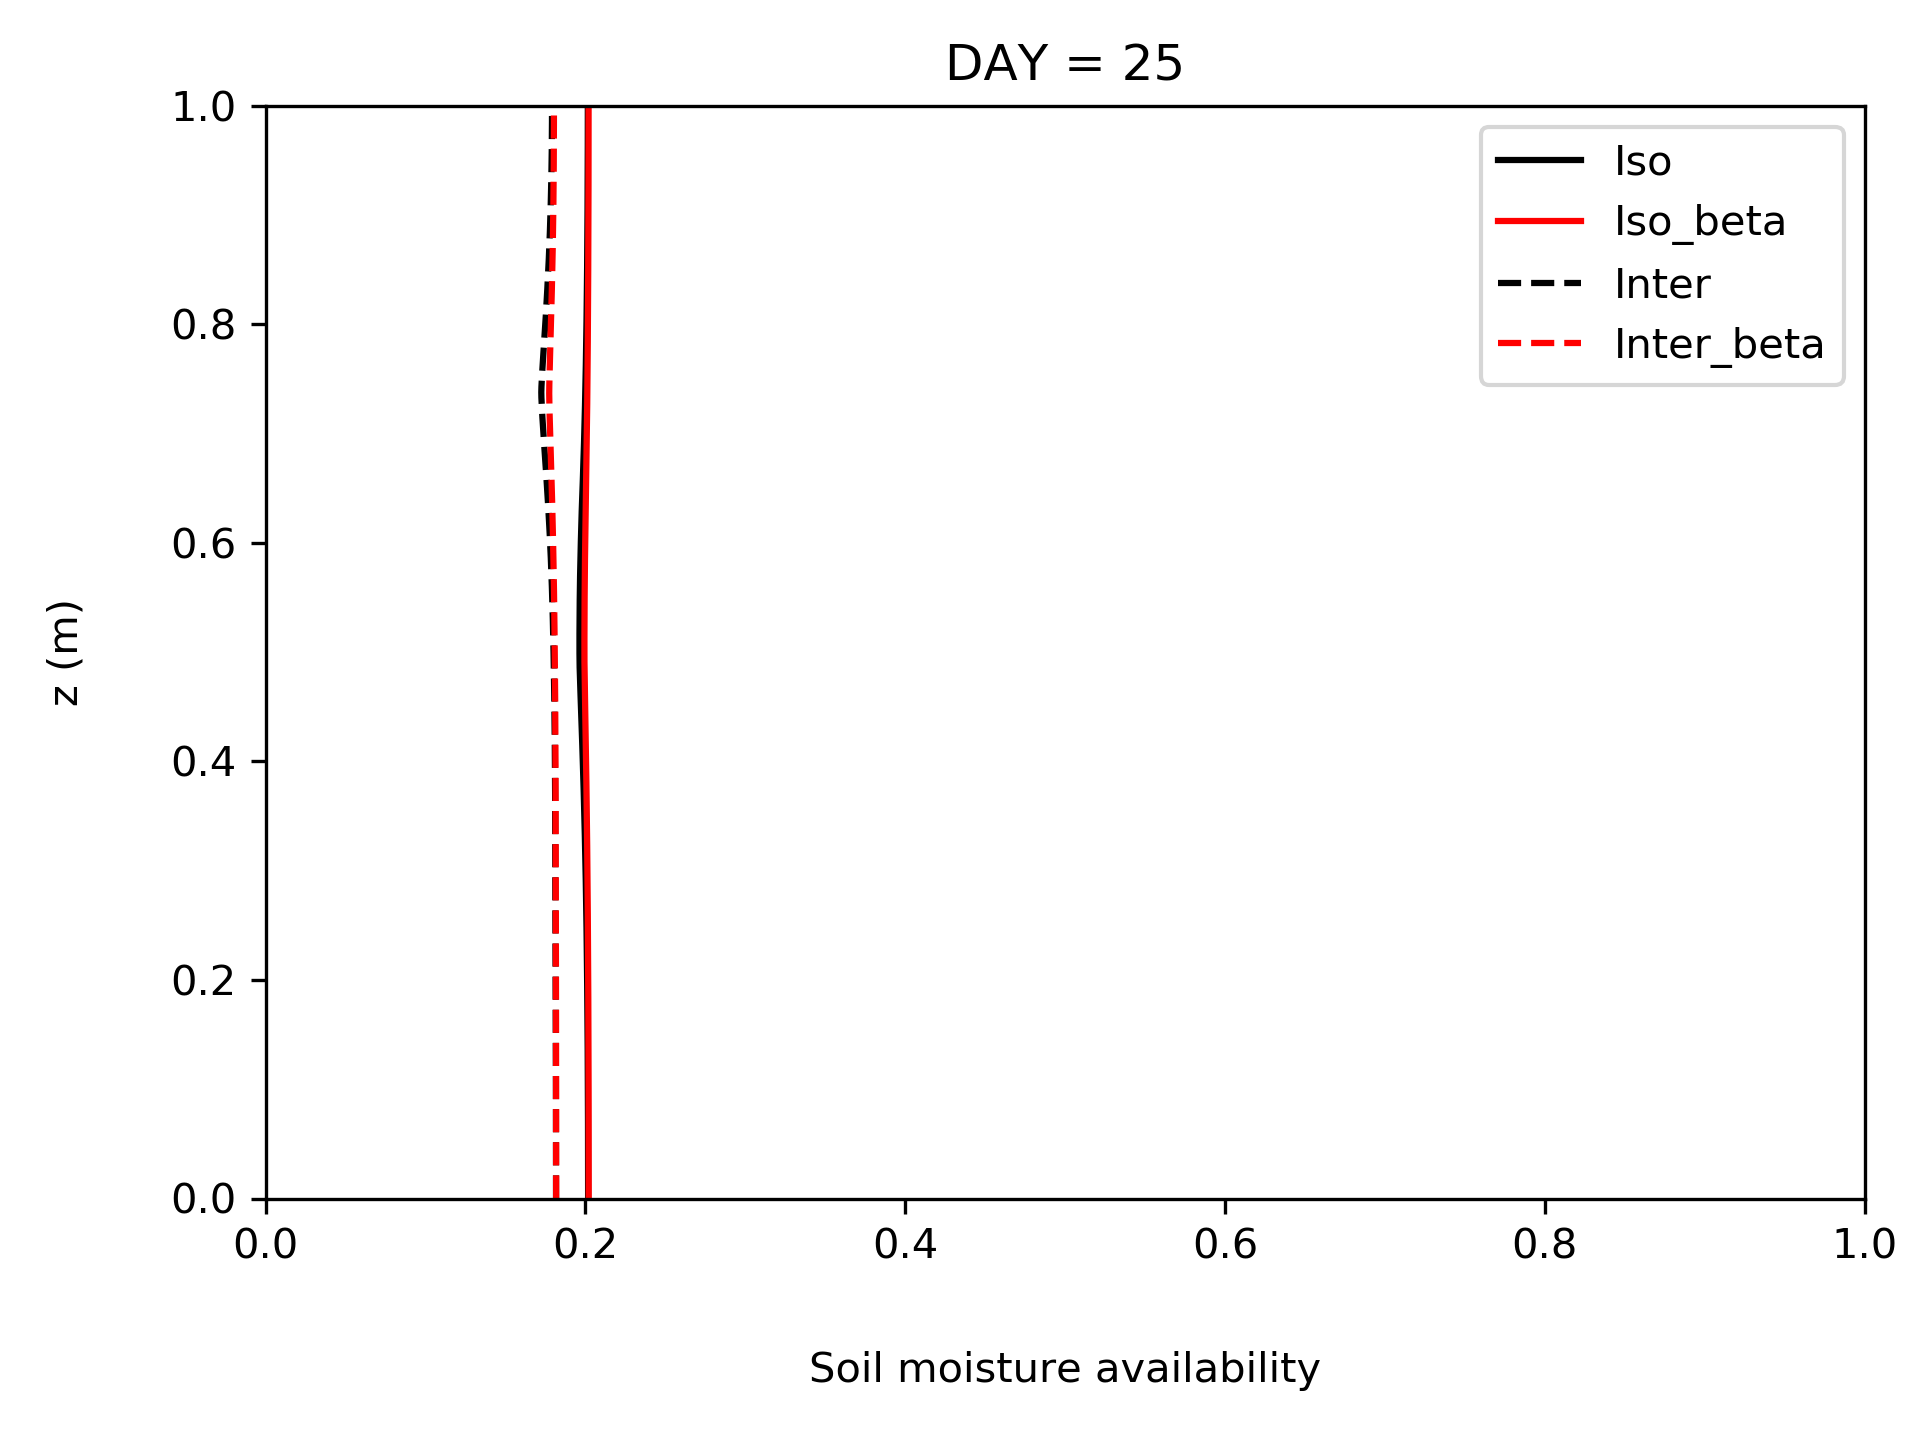 DAY = 25
1.0
0.8
0.6
0.4
0.2
0.0
z (m)
0.0 0.2 0.4 0.6 0.8 1.0
Soil moisture availability
Iso
Iso_beta
Inter
Inter_beta